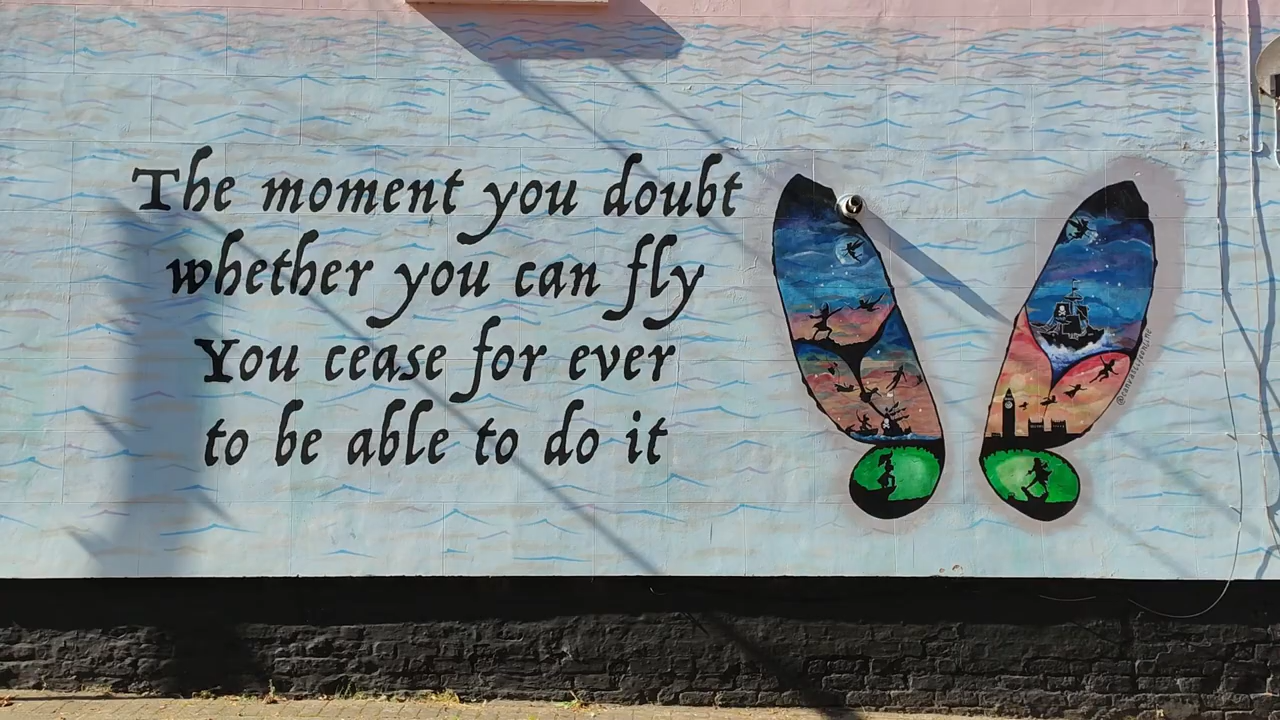 The moment you doubt
whether you can fly
You cease for ever
to be able to do it